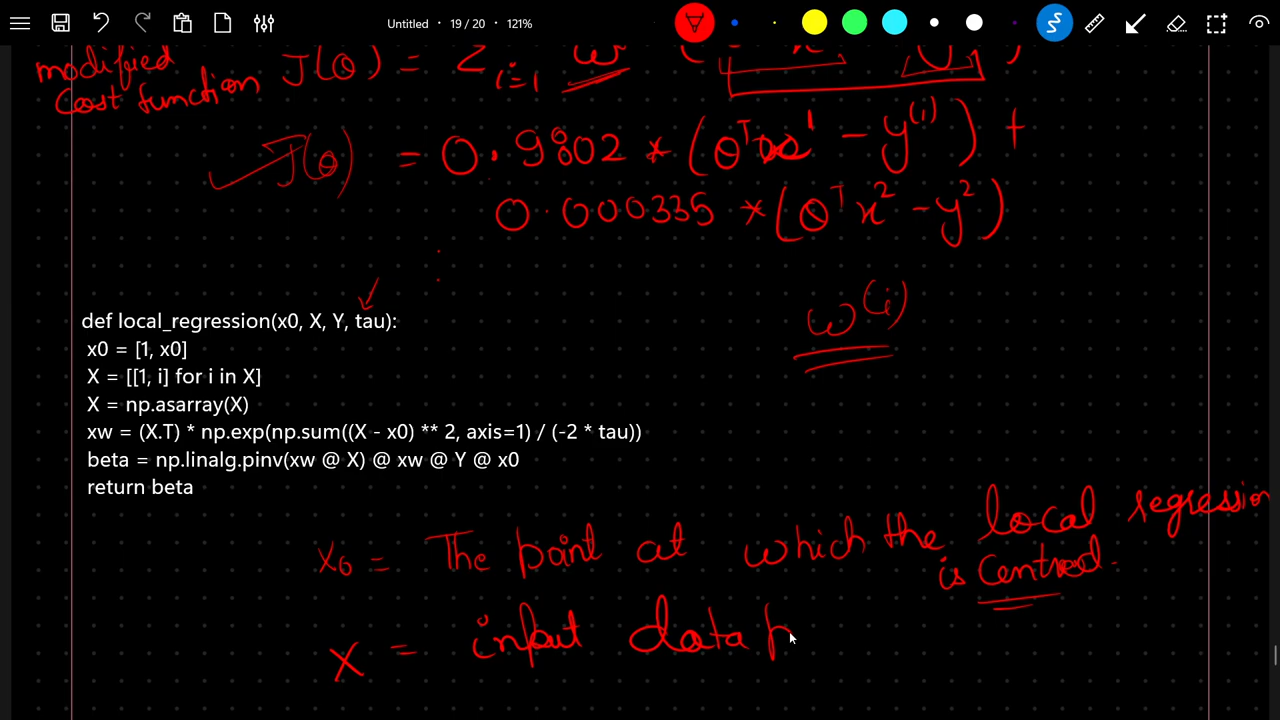 Untitled • 19 / 20 • 121%
modified
Cost function J(θ) = Σ i=1 w
J(θ) = 0.9802 * (θᵀx¹ - y⁽ⁱ⁾) +
0.000335 * (θᵀx² - y²)
w⁽ⁱ⁾
def local_regression(x0, X, Y, tau):
x0 = [1, x0]
X = [[1, i] for i in X]
X = np.asarray(X)
xw = (X.T) * np.exp(np.sum((X - x0) ** 2, axis=1) / (-2 * tau))
beta = np.linalg.pinv(xw @ X) @ xw @ Y @ x0
return beta
x₀ = The point at which the local regression
is Centred.
X = input data p